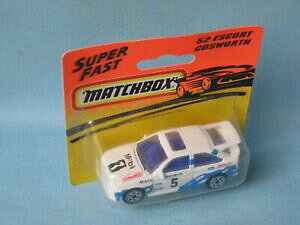 SUPER
FAST
MATCHBOX
52 ESCORT
COSWORTH
5